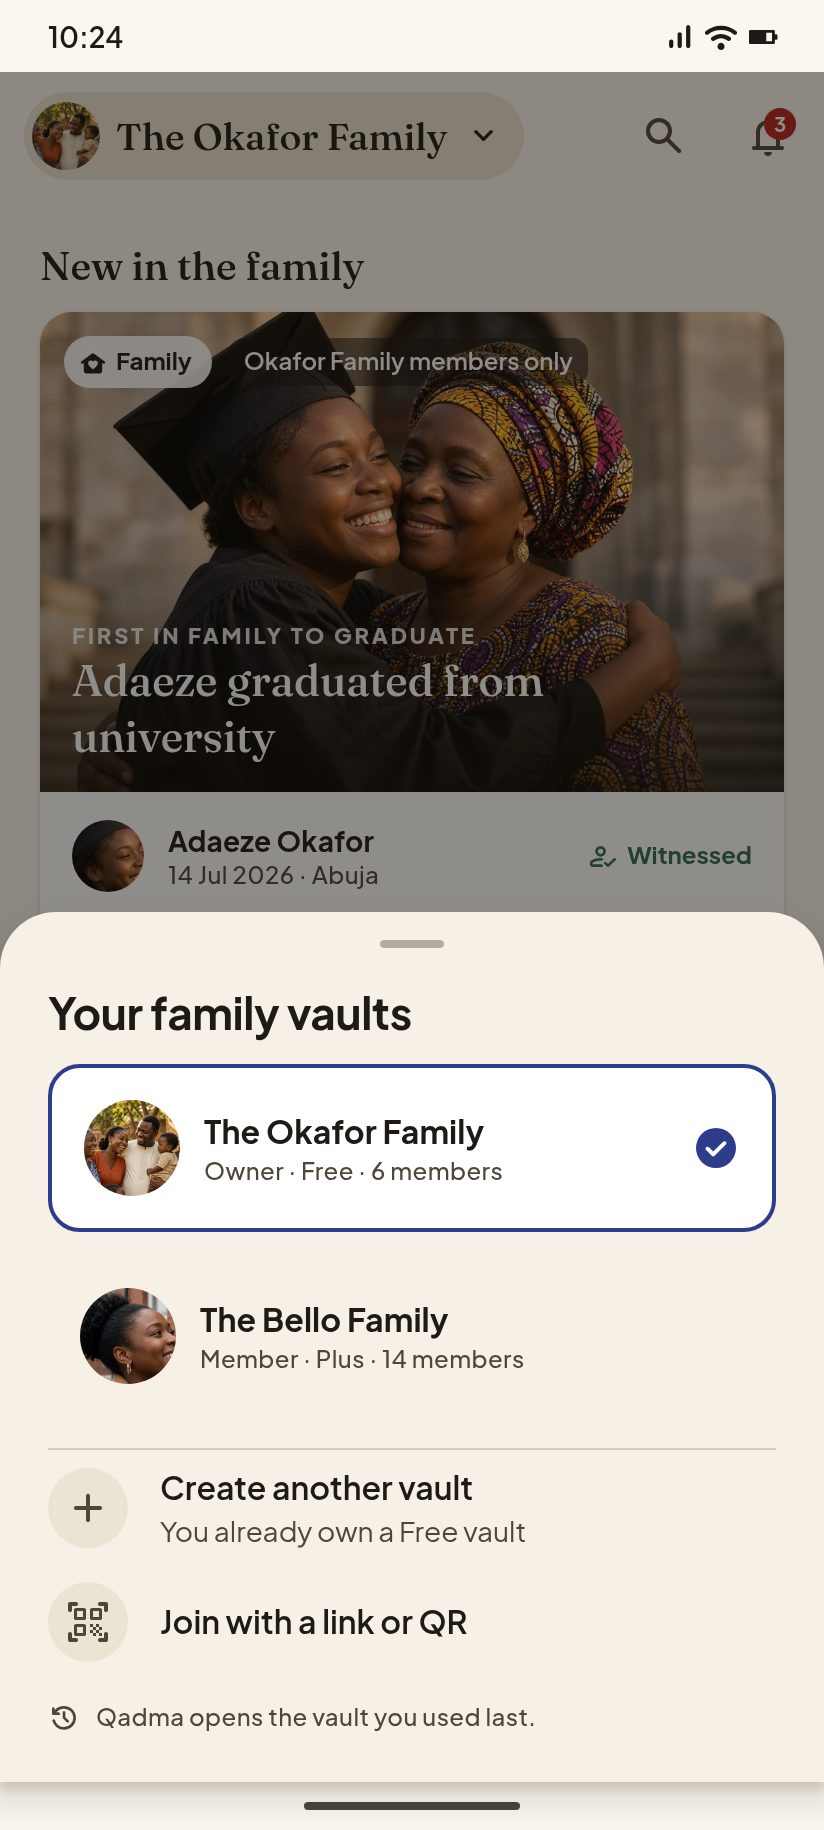 10:24
The Okafor Family
3
New in the family
Family
Okafor Family members only
FIRST IN FAMILY TO GRADUATE
Adaeze graduated from
university
Adaeze Okafor
14 Jul 2026 · Abuja
Witnessed
Your family vaults
The Okafor Family
Owner · Free · 6 members
The Bello Family
Member · Plus · 14 members
Create another vault
You already own a Free vault
Join with a link or QR
Qadma opens the vault you used last.